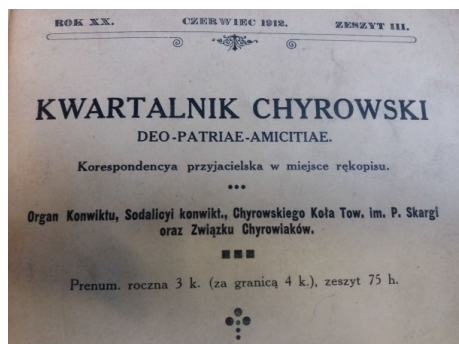 ROK XX. CZERWIEC 1912. ZESZYT III.
KWARTALNIK CHYROWSKI
DEO-PATRIAE-AMICITIAE.
Korespondencya przyjacielska w miejsce rękopisu.
Organ Konwiktu, Sodalicyi konwikt., Chyrowskiego Koła Tow. im. P. Skargi
oraz Związku Chyrowiaków.
Prenum. roczna 3 k. (za granicą 4 k.), zeszyt 75 h.